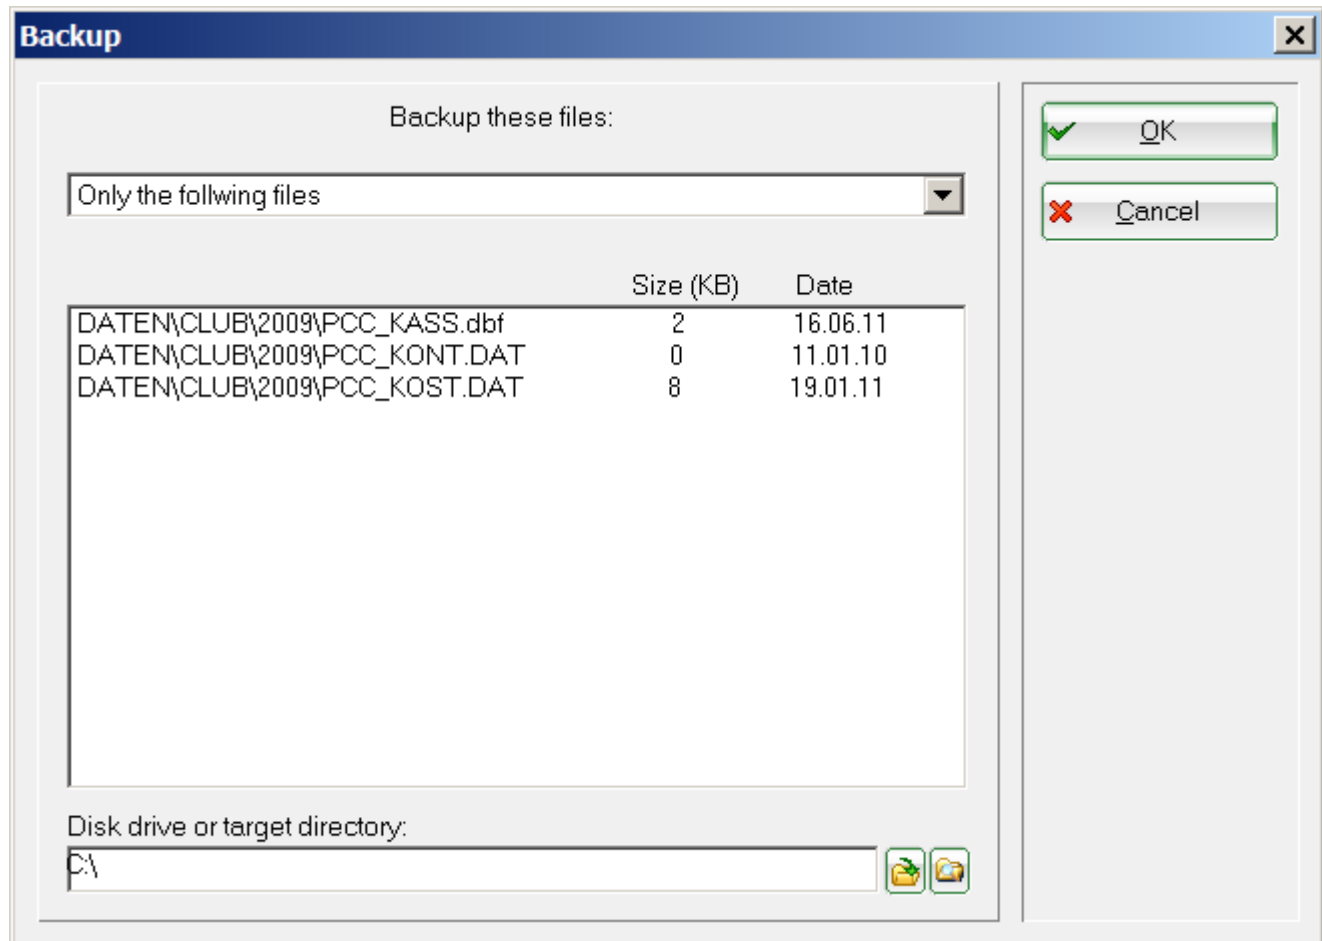 Backup
Backup these files:
OK
Only the follwing files
Cancel
Size (KB) Date
DATEN\CLUB\2009\PCC_KASS.dbf 2 16.06.11
DATEN\CLUB\2009\PCC_KONT.DAT 0 11.01.10
DATEN\CLUB\2009\PCC_KOST.DAT 8 19.01.11
Disk drive or target directory:
C:\